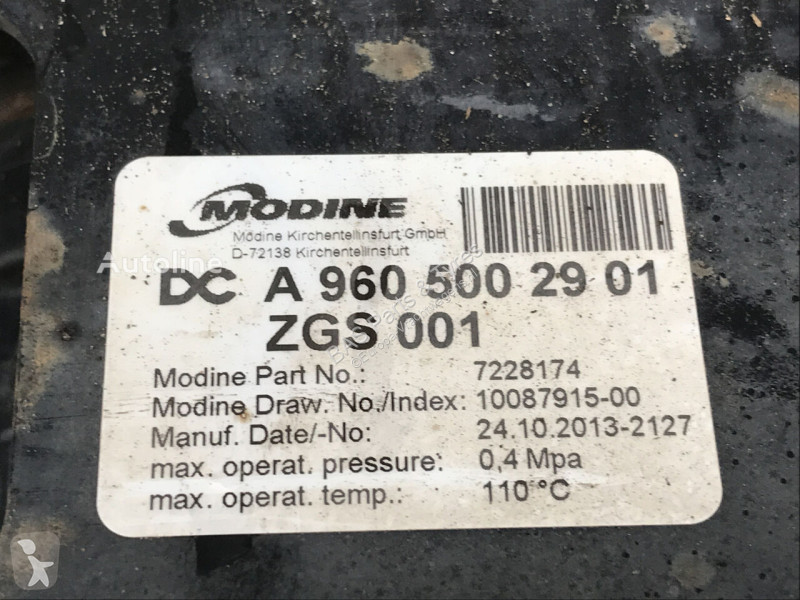 MODINE
Modine Kirchentellinsfurt GmbH
D-72138 Kirchentellinsfurt
Autoline
DC A 960 500 29 01
ZGS 001
Modine Part No.: 7228174
Modine Draw. No./Index: 10087915-00
Manuf. Date/-No: 24.10.2013-2127
max. operat. pressure: 0,4 Mpa
max. operat. temp.: 110 °C